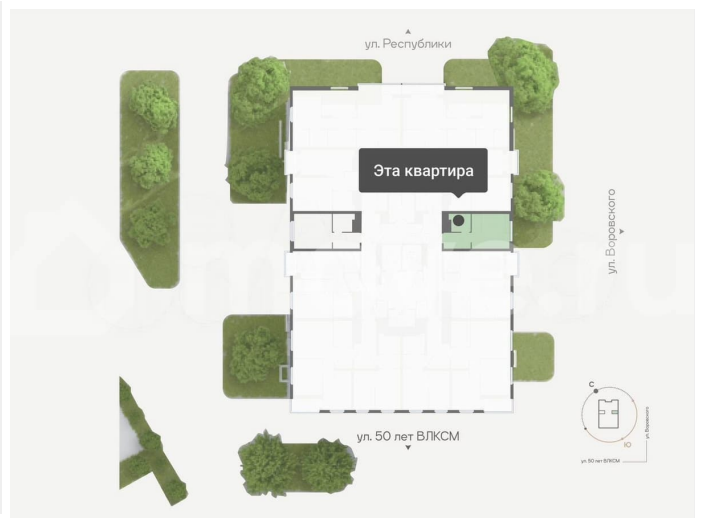 ул. Республики
Эта квартира
ул. Воровского
ул. 50 лет ВЛКСМ
С
Ю
ул. Воровского
ул. 50 лет ВЛКСМ